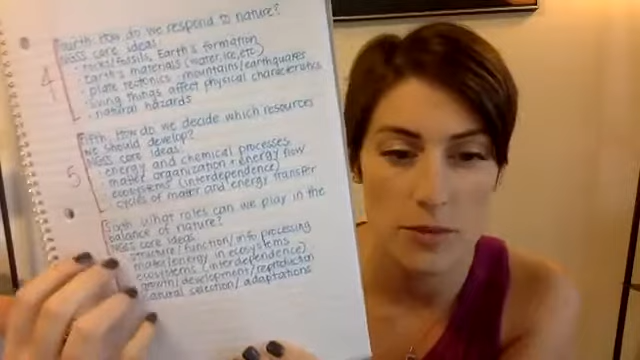 Fourth: How do we respond to nature?
NGSS core ideas:
4
• rocks/fossils, Earth's formation
• earth's materials (water, ice, etc.)
• plate tectonics - mountains/earthquakes
• living things affect physical characteristics
• natural hazards
Fifth: How do we decide which resources
we should develop?
5
NGSS core ideas:
• energy and chemical processes
• matter organization + energy flow
• ecosystems (interdependence)
• cycles of matter and energy transfer
Sixth: What roles can we play in the
balance of nature?
NGSS core ideas:
structure/function/info processing
matter/energy in ecosystems
ecosystems (interdependence)
growth/development/reproduction
natural selection/adaptations